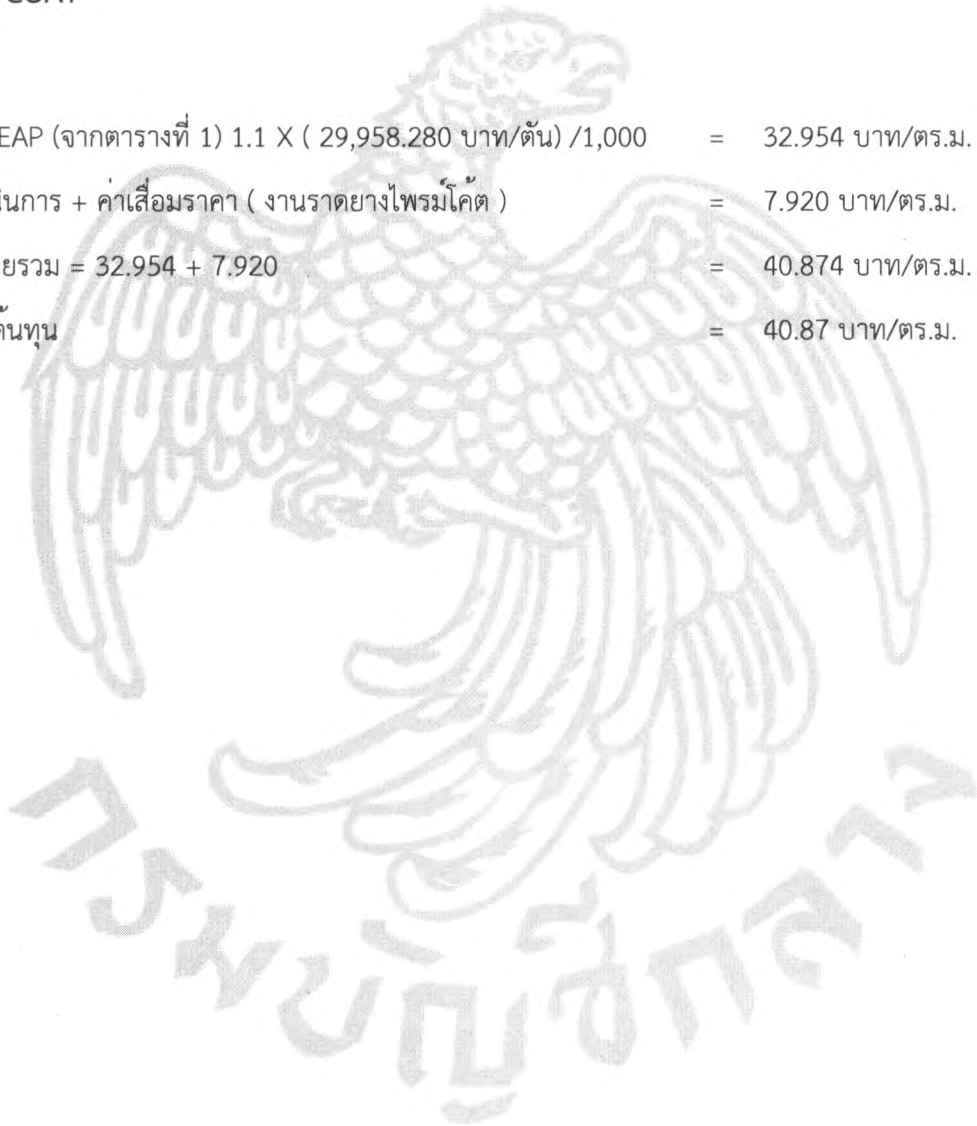 COAT
EAP (จากตารางที่ 1) 1.1 X ( 29,958.280 บาท/ตัน) /1,000 = 32.954 บาท/ตร.ม.
นินการ + ค่าเสื่อมราคา ( งานราดยางไพรม์โค้ต ) = 7.920 บาท/ตร.ม.
ยรวม = 32.954 + 7.920 = 40.874 บาท/ตร.ม.
ต้นทุน = 40.87 บาท/ตร.ม.
กรมบัญชีกลาง